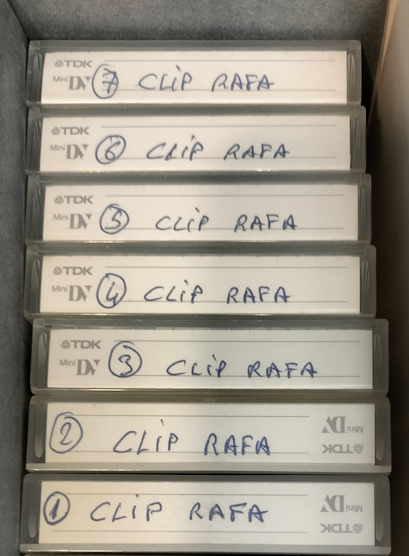 TDK
Mini DV 7 CLIP RAFA
TDK
Mini DV 6 CLIP RAFA
TDK
Mini DV 5 CLIP RAFA
TDK
Mini DV 4 CLIP RAFA
TDK
Mini DV 3 CLIP RAFA
2 CLIP RAFA Mini DV
TDK
1 CLIP RAFA Mini DV
TDK